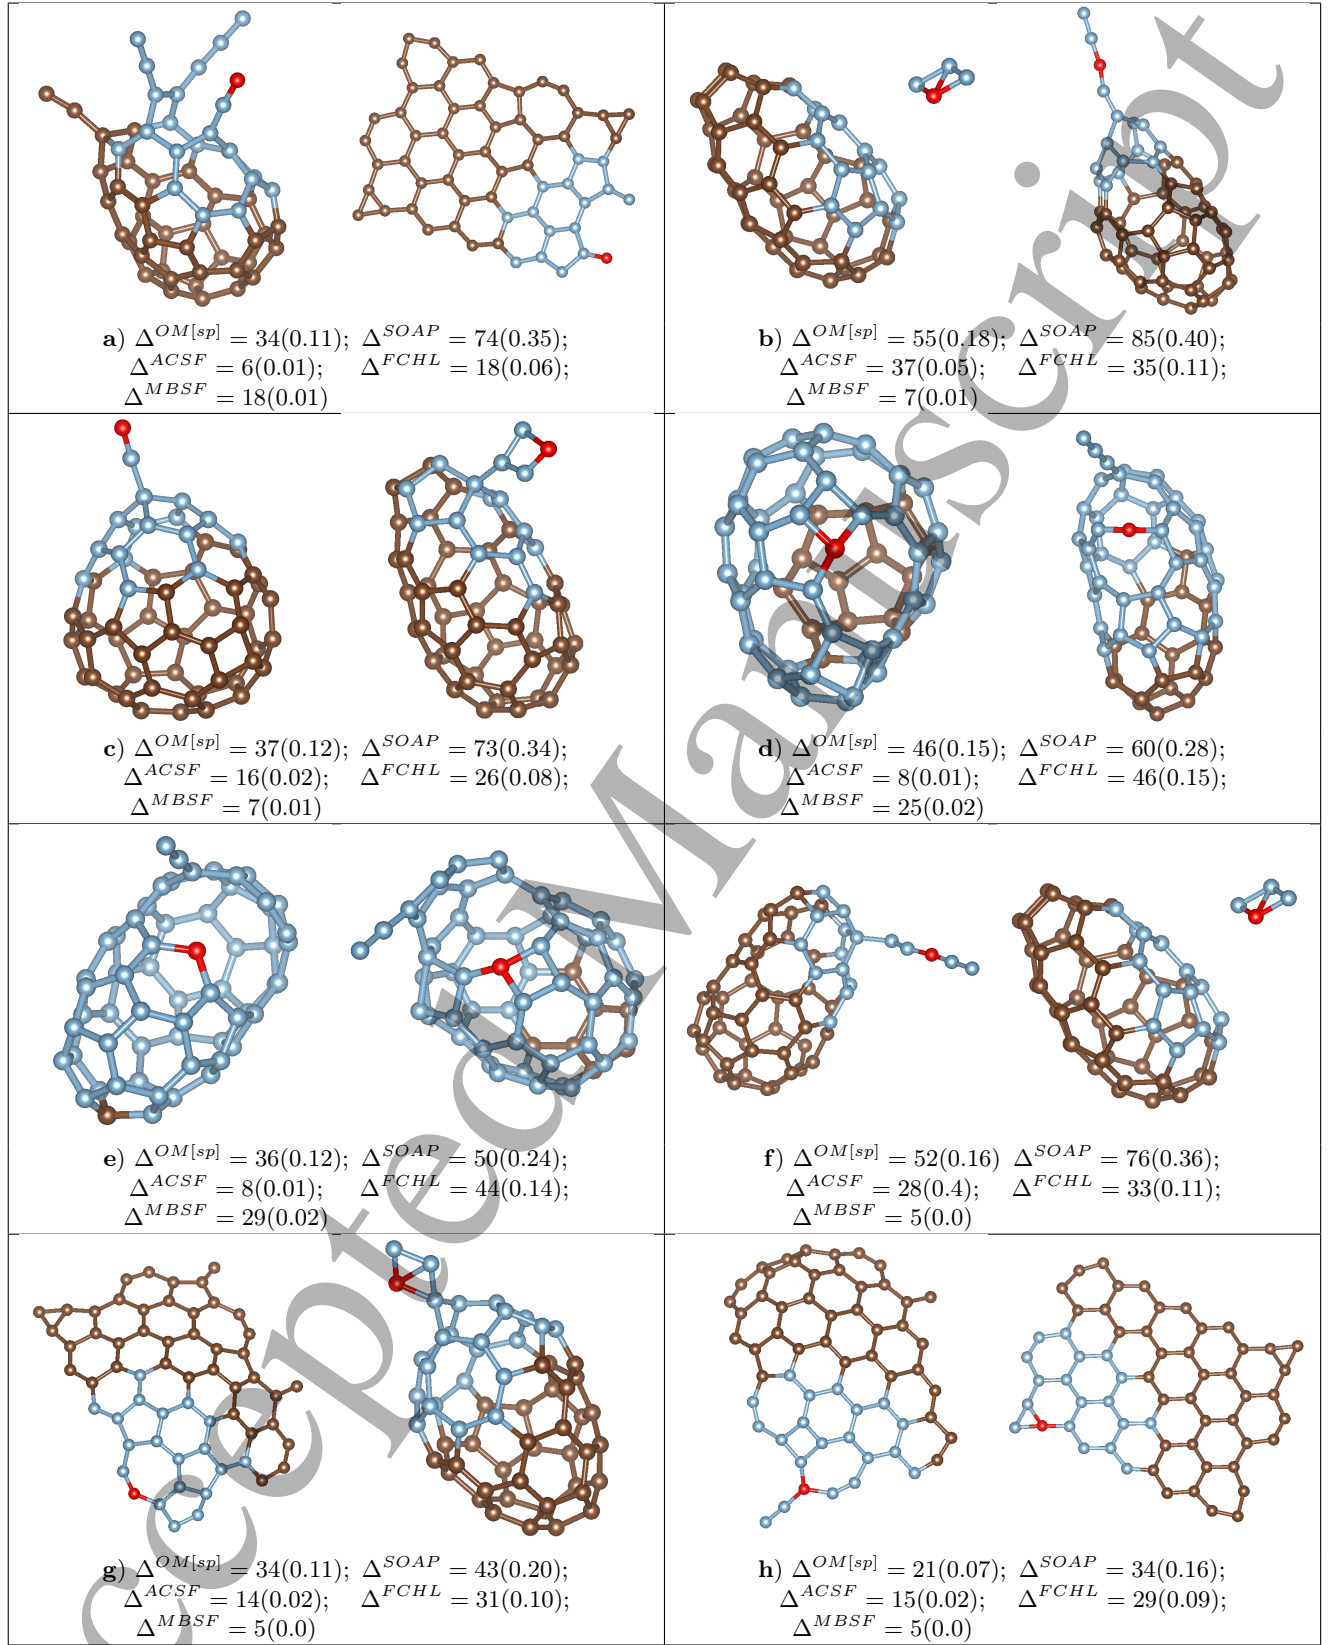 a) Δ^{OM[sp]} = 34(0.11); Δ^{SOAP} = 74(0.35);
Δ^{ACSF} = 6(0.01); Δ^{FCHL} = 18(0.06);
Δ^{MBSF} = 18(0.01)
b) Δ^{OM[sp]} = 55(0.18); Δ^{SOAP} = 85(0.40);
Δ^{ACSF} = 37(0.05); Δ^{FCHL} = 35(0.11);
Δ^{MBSF} = 7(0.01)
c) Δ^{OM[sp]} = 37(0.12); Δ^{SOAP} = 73(0.34);
Δ^{ACSF} = 16(0.02); Δ^{FCHL} = 26(0.08);
Δ^{MBSF} = 7(0.01)
d) Δ^{OM[sp]} = 46(0.15); Δ^{SOAP} = 60(0.28);
Δ^{ACSF} = 8(0.01); Δ^{FCHL} = 46(0.15);
Δ^{MBSF} = 25(0.02)
e) Δ^{OM[sp]} = 36(0.12); Δ^{SOAP} = 50(0.24);
Δ^{ACSF} = 8(0.01); Δ^{FCHL} = 44(0.14);
Δ^{MBSF} = 29(0.02)
f) Δ^{OM[sp]} = 52(0.16) Δ^{SOAP} = 76(0.36);
Δ^{ACSF} = 28(0.4); Δ^{FCHL} = 33(0.11);
Δ^{MBSF} = 5(0.0)
g) Δ^{OM[sp]} = 34(0.11); Δ^{SOAP} = 43(0.20);
Δ^{ACSF} = 14(0.02); Δ^{FCHL} = 31(0.10);
Δ^{MBSF} = 5(0.0)
h) Δ^{OM[sp]} = 21(0.07); Δ^{SOAP} = 34(0.16);
Δ^{ACSF} = 15(0.02); Δ^{FCHL} = 29(0.09);
Δ^{MBSF} = 5(0.0)
ccepted Manuscript